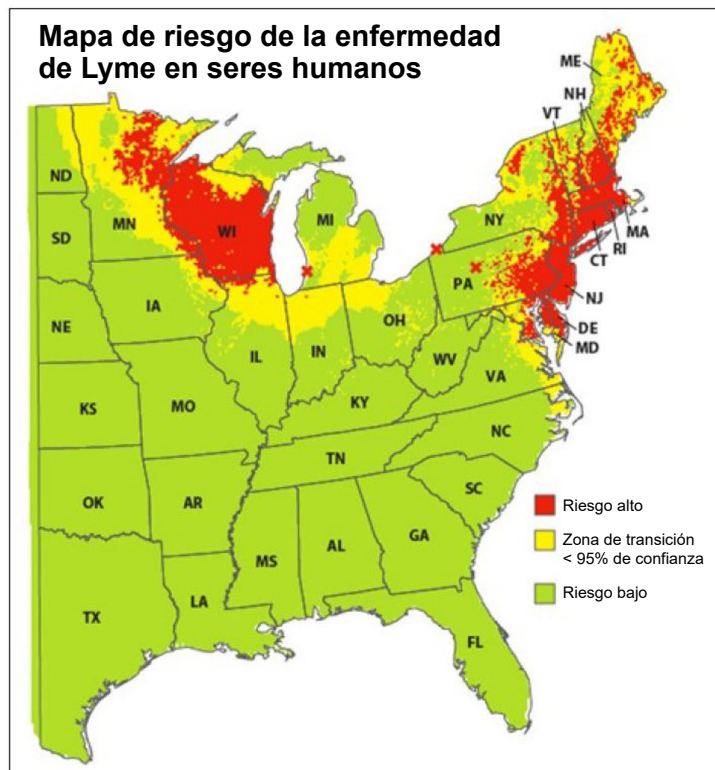 Mapa de riesgo de la enfermedad
de Lyme en seres humanos
ME
NH
VT
ND
MN
SD
WI
MI
NY
MA
RI
CT
PA
NJ
IA
NE
OH
DE
MD
IL
IN
WV
VA
KS
MO
KY
NC
TN
OK
AR
SC
Riesgo alto
Zona de transición
< 95% de confianza
Riesgo bajo
MS
AL
GA
LA
TX
FL